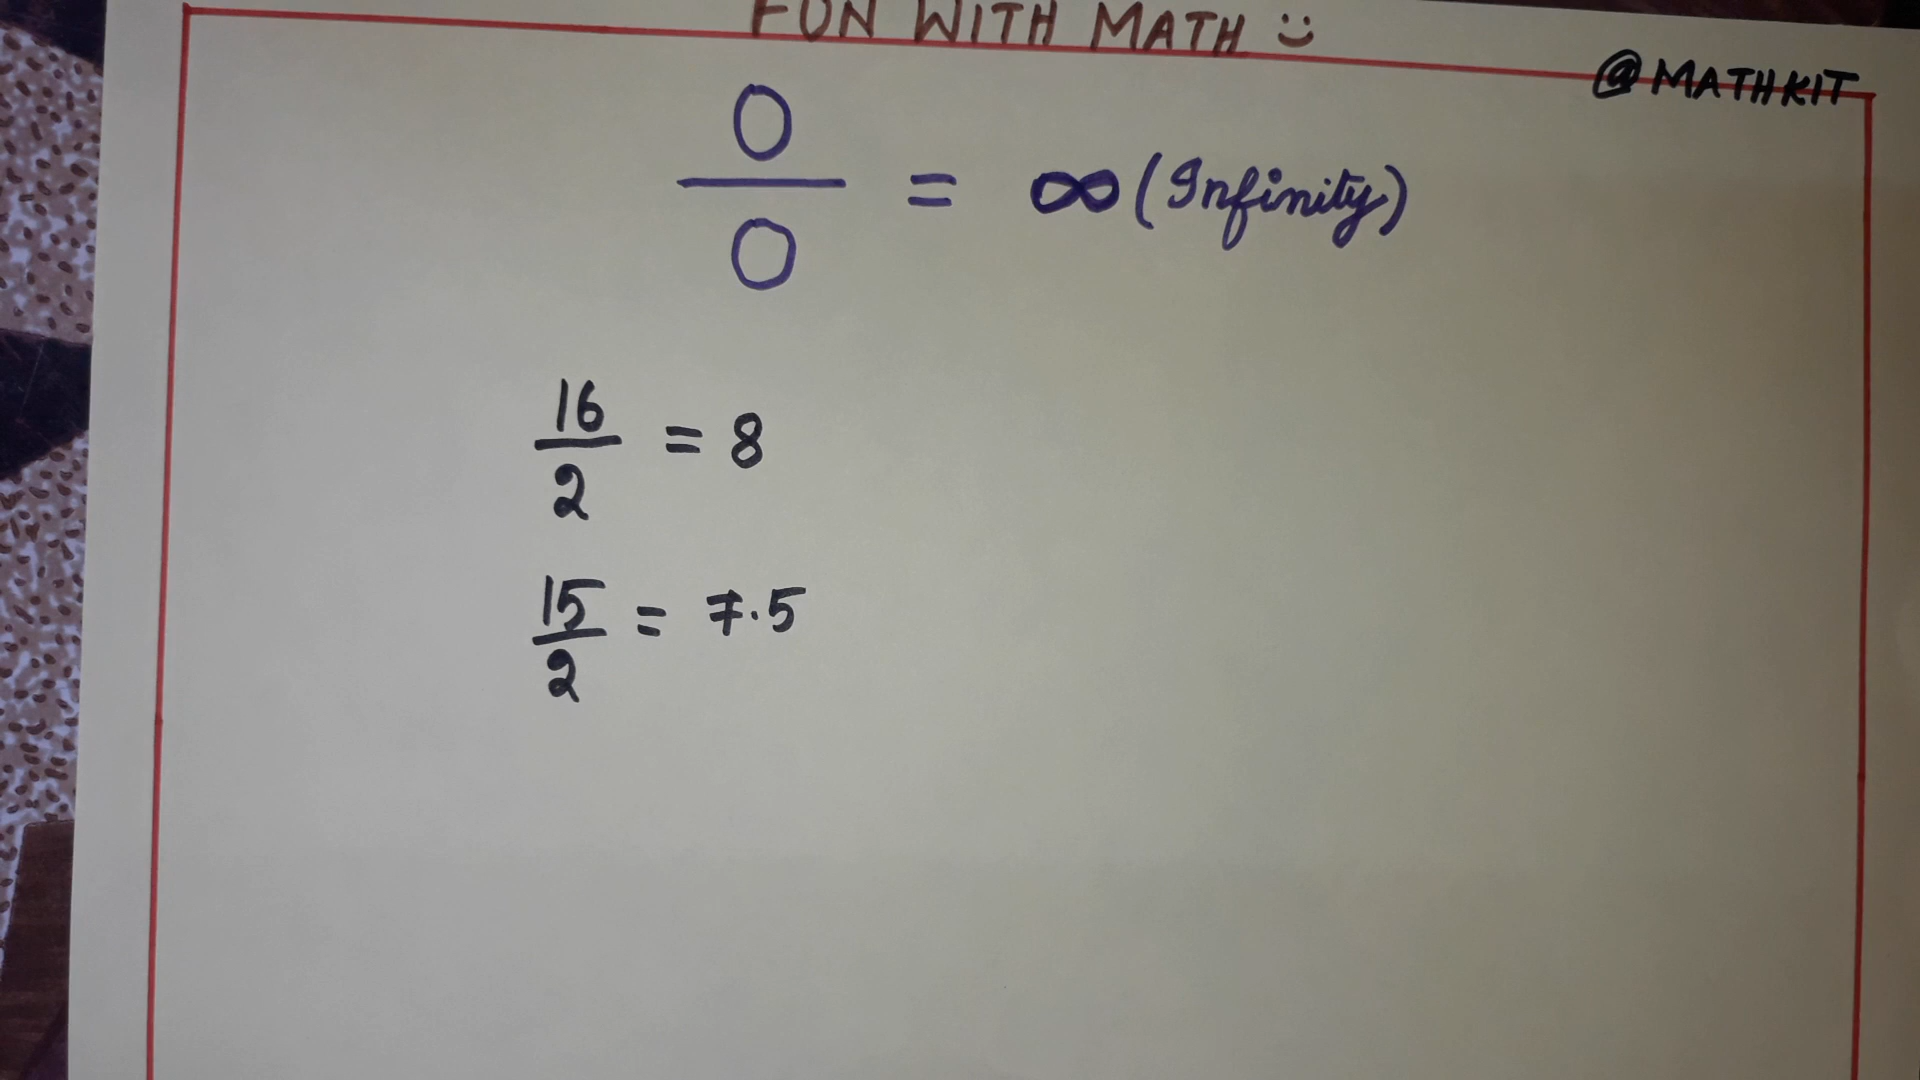 FUN WITH MATH :)
@MATHKIT
0/0 = ∞ (Infinity)
16/2 = 8
15/2 = 7.5